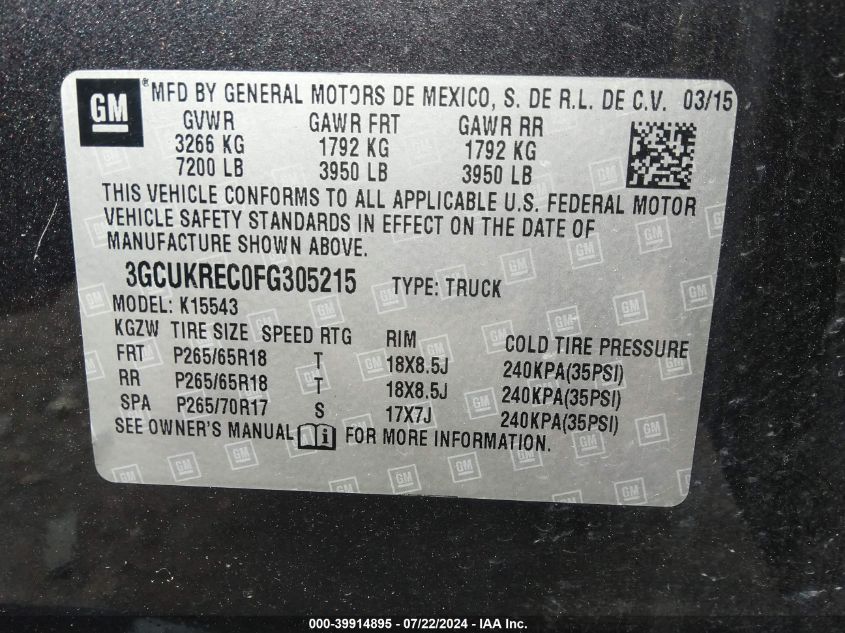 GM® MFD BY GENERAL MOTORS DE MEXICO, S. DE R.L. DE C.V. 03/15
GVWR GAWR FRT GAWR RR
3266 KG 1792 KG 1792 KG
7200 LB 3950 LB 3950 LB
THIS VEHICLE CONFORMS TO ALL APPLICABLE U.S. FEDERAL MOTOR
VEHICLE SAFETY STANDARDS IN EFFECT ON THE DATE OF
MANUFACTURE SHOWN ABOVE.
3GCUKREC0FG305215 TYPE: TRUCK
MODEL: K15543
KGZW TIRE SIZE SPEED RTG RIM COLD TIRE PRESSURE
FRT P265/65R18 T 18X8.5J 240KPA(35PSI)
RR P265/65R18 T 18X8.5J 240KPA(35PSI)
SPA P265/70R17 S 17X7J 240KPA(35PSI)
SEE OWNER'S MANUAL FOR MORE INFORMATION.
000-39914895 - 07/22/2024 - IAA Inc.